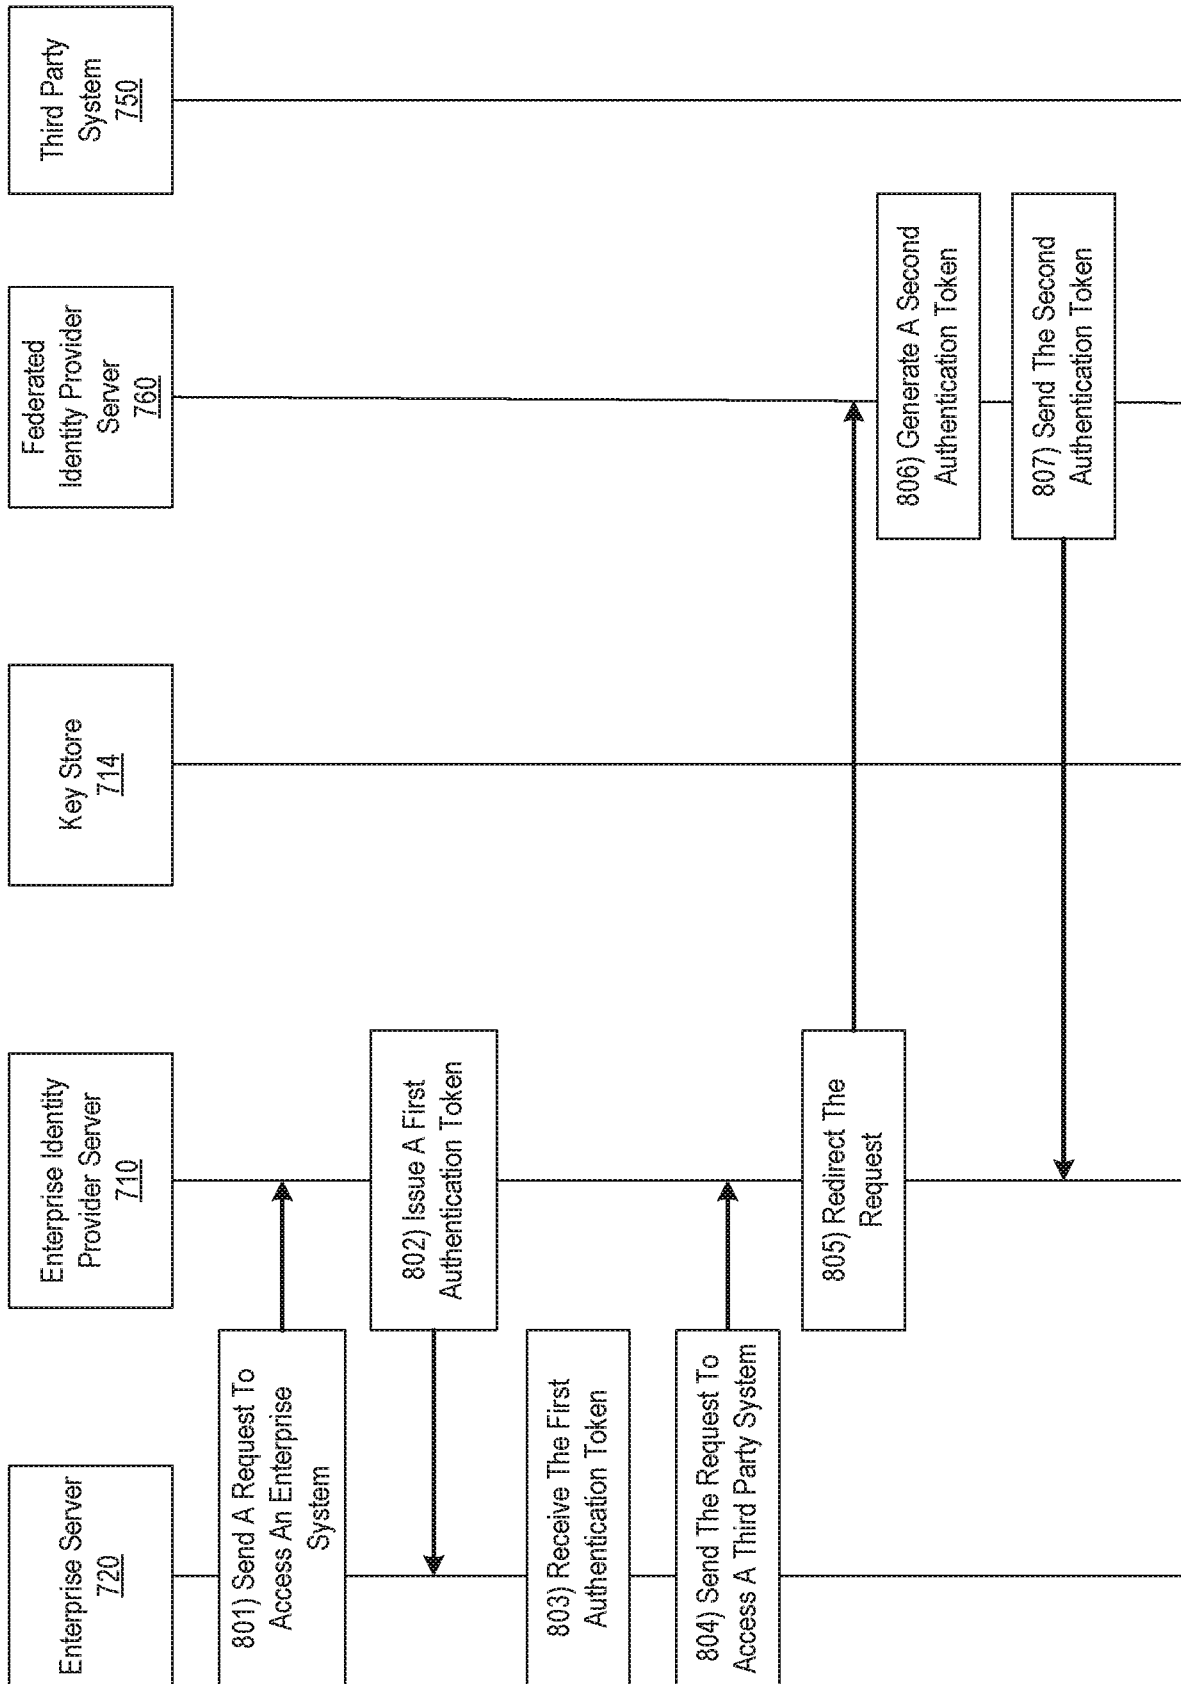 Enterprise Server
720
Enterprise Identity
Provider Server
710
Key Store
714
Federated
Identity Provider
Server
760
Third Party
System
750
801) Send A Request To
Access An Enterprise
System
802) Issue A First
Authentication Token
803) Receive The First
Authentication Token
804) Send The Request To
Access A Third Party System
805) Redirect The
Request
806) Generate A Second
Authentication Token
807) Send The Second
Authentication Token